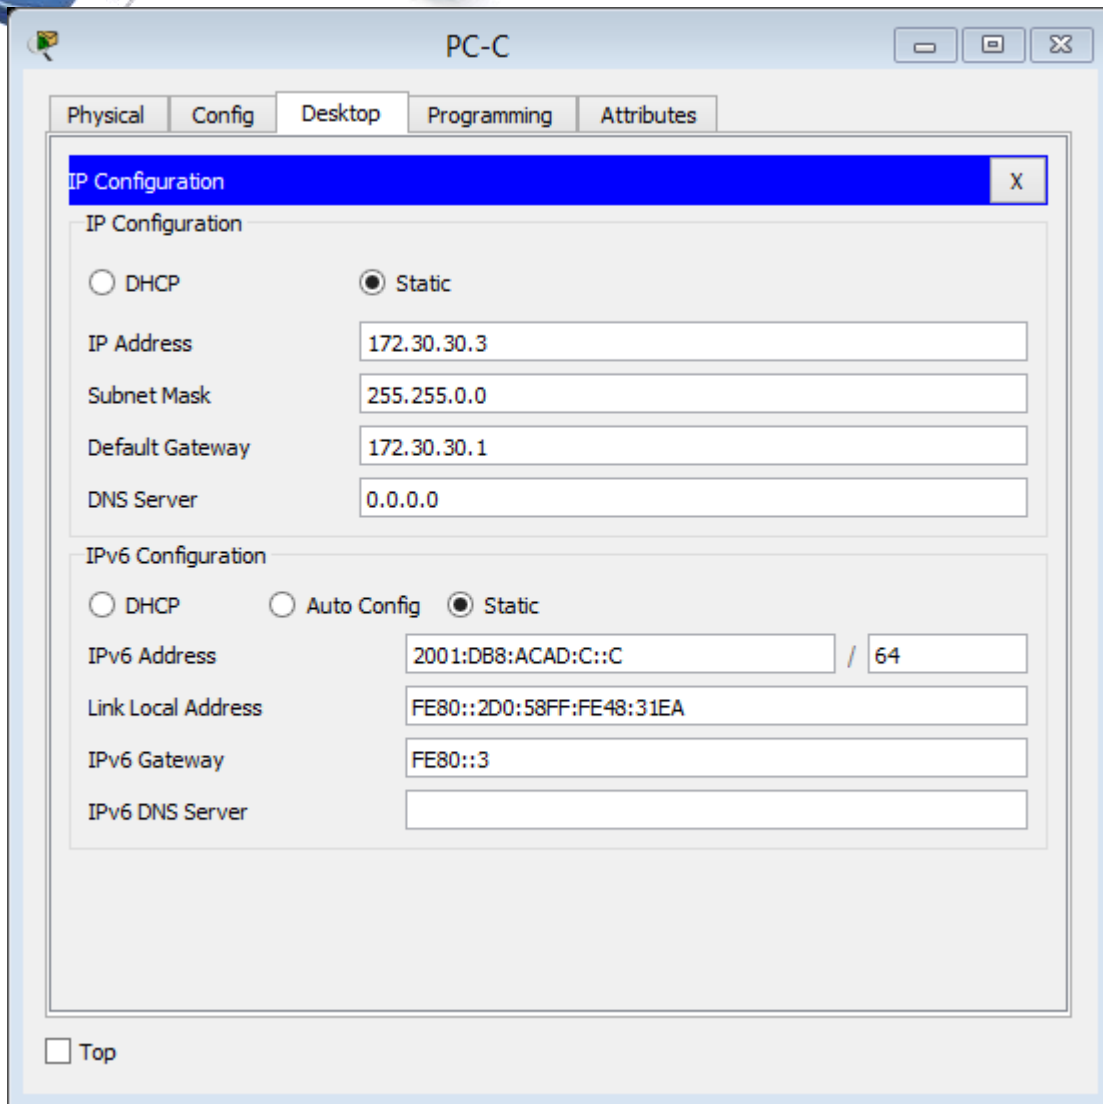 PC-C
Physical Config Desktop Programming Attributes
IP Configuration X
IP Configuration
DHCP Static
IP Address 172.30.30.3
Subnet Mask 255.255.0.0
Default Gateway 172.30.30.1
DNS Server 0.0.0.0
IPv6 Configuration
DHCP Auto Config Static
IPv6 Address 2001:DB8:ACAD:C::C / 64
Link Local Address FE80::2D0:58FF:FE48:31EA
IPv6 Gateway FE80::3
IPv6 DNS Server
Top